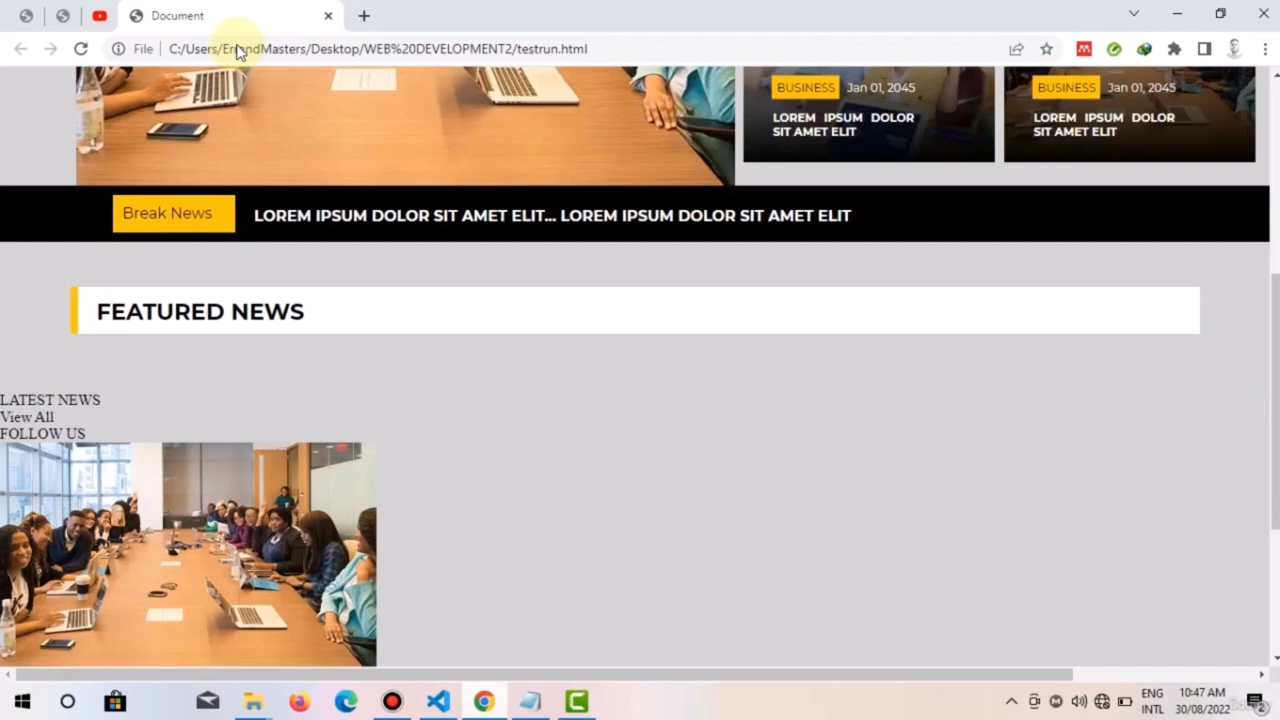 Document
File
C:/Users/ErrandMasters/Desktop/WEB%20DEVELOPMENT2/testrun.html
BUSINESS Jan 01, 2045
LOREM IPSUM DOLOR
SIT AMET ELIT
BUSINESS Jan 01, 2045
LOREM IPSUM DOLOR
SIT AMET ELIT
Break News
LOREM IPSUM DOLOR SIT AMET ELIT... LOREM IPSUM DOLOR SIT AMET ELIT
FEATURED NEWS
LATEST NEWS
View All
FOLLOW US
ENG
INTL
10:47 AM
30/08/2022
2